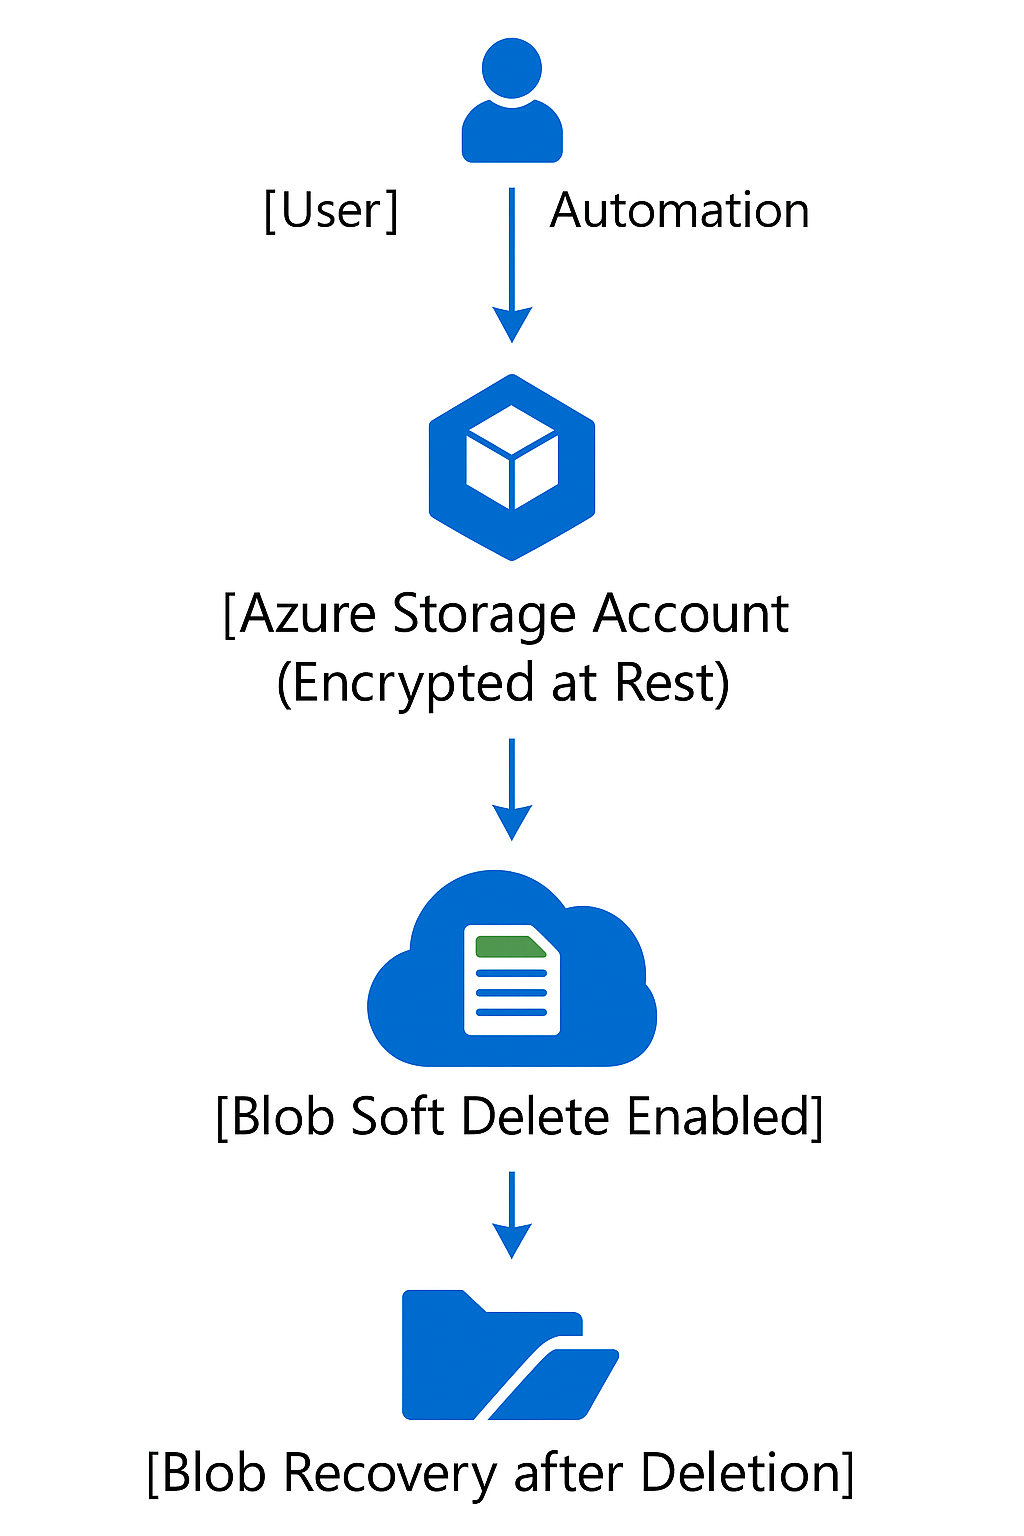 [User] Automation
[Azure Storage Account
(Encrypted at Rest)
[Blob Soft Delete Enabled]
[Blob Recovery after Deletion]